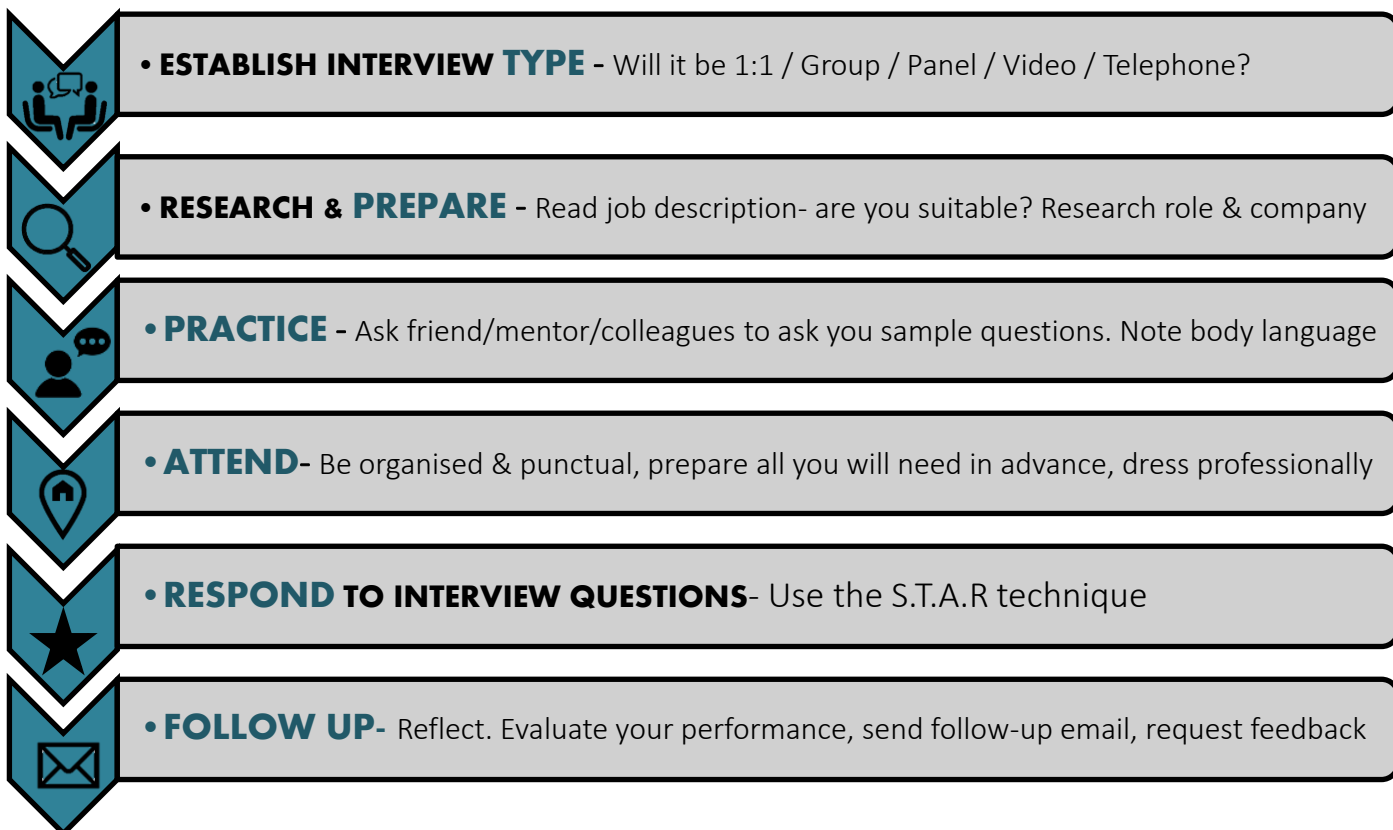 • ESTABLISH INTERVIEW TYPE - Will it be 1:1 / Group / Panel / Video / Telephone?
• RESEARCH & PREPARE - Read job description- are you suitable? Research role & company
• PRACTICE - Ask friend/mentor/colleagues to ask you sample questions. Note body language
• ATTEND- Be organised & punctual, prepare all you will need in advance, dress professionally
• RESPOND TO INTERVIEW QUESTIONS- Use the S.T.A.R technique
• FOLLOW UP- Reflect. Evaluate your performance, send follow-up email, request feedback